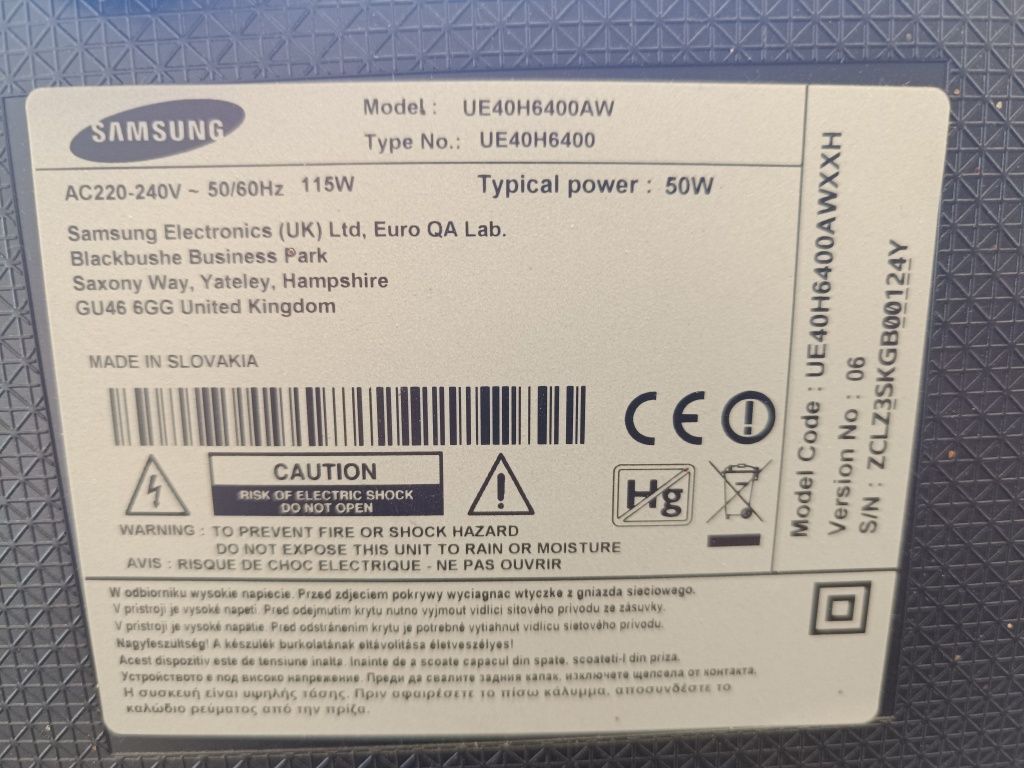 SAMSUNG
Model : UE40H6400AW
Type No.: UE40H6400
AC220-240V ~ 50/60Hz 115W
Typical power : 50W
Samsung Electronics (UK) Ltd, Euro QA Lab.
Blackbushe Business Park
Saxony Way, Yateley, Hampshire
GU46 6GG United Kingdom
MADE IN SLOVAKIA
CE
CAUTION
RISK OF ELECTRIC SHOCK
DO NOT OPEN
Hg
WARNING : TO PREVENT FIRE OR SHOCK HAZARD
DO NOT EXPOSE THIS UNIT TO RAIN OR MOISTURE
AVIS : RISQUE DE CHOC ELECTRIQUE - NE PAS OUVRIR
W odbiorniku wysokie napiecie. Przed zdjeciem pokrywy wyciagnac wtyczke z gniazda sieciowego.
V pristroji je vysoké napeti. Pred odejmutim krytu nutno vyjmout vidlici sitového privodu ze zásuvky.
V pristroji je vysoké napatie. Pred odstránenim krytu je potrebné vytiahnut vidlicu sietového privodu.
Nagyfeszultség! A készulék burkolatának eltávolitása életveszélyes!
Acest dispozitiv este de tensiune inalta. Inainte de a scoate capacul din spate, scoateti-l din priza.
Устройството е под високо напрежение. Преди да свалите задния капак, изключете щепсела от контакта.
Η συσκευή είναι υψηλής τάσης. Πριν αφαιρέσετε το πίσω κάλυμμα, αποσυνδέστε το
καλώδιο ρεύματος από την πρίζα.
Model Code : UE40H6400AWXXH
Version No : 06
S/N : ZCLZ3SKGB00124Y